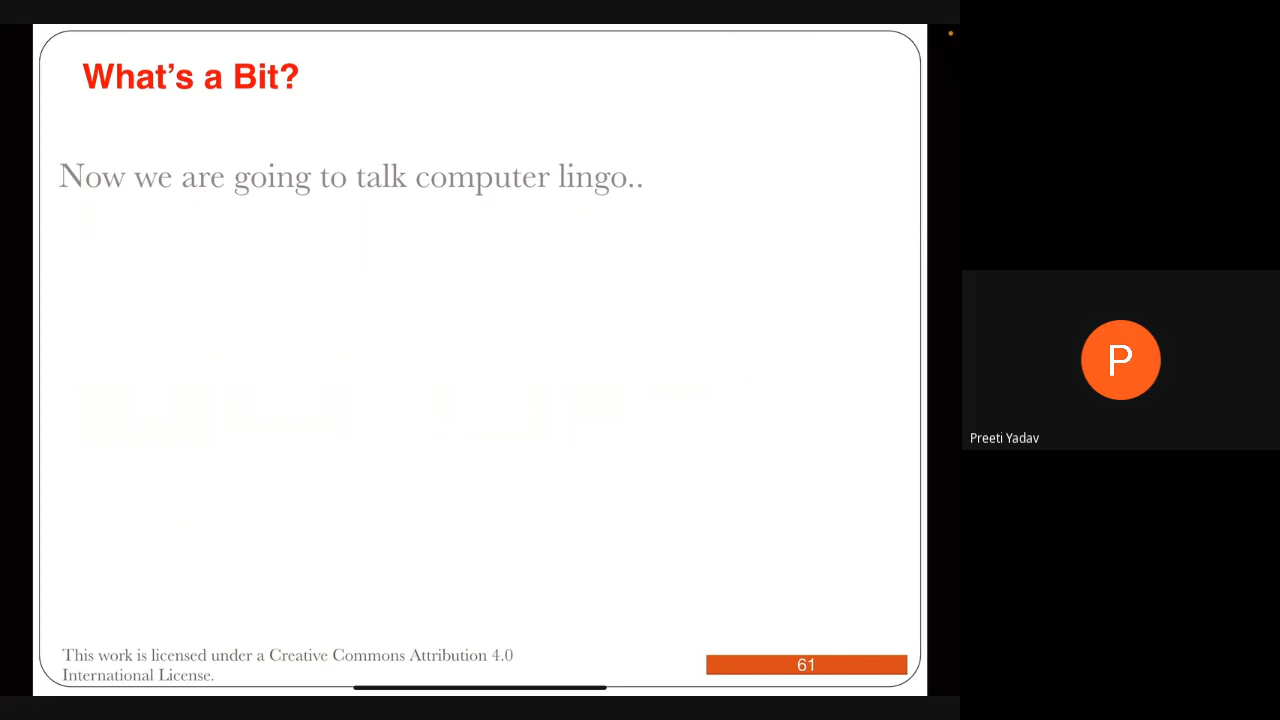 What’s a Bit?
Now we are going to talk computer lingo..
P
Preeti Yadav
This work is licensed under a Creative Commons Attribution 4.0
International License.
61